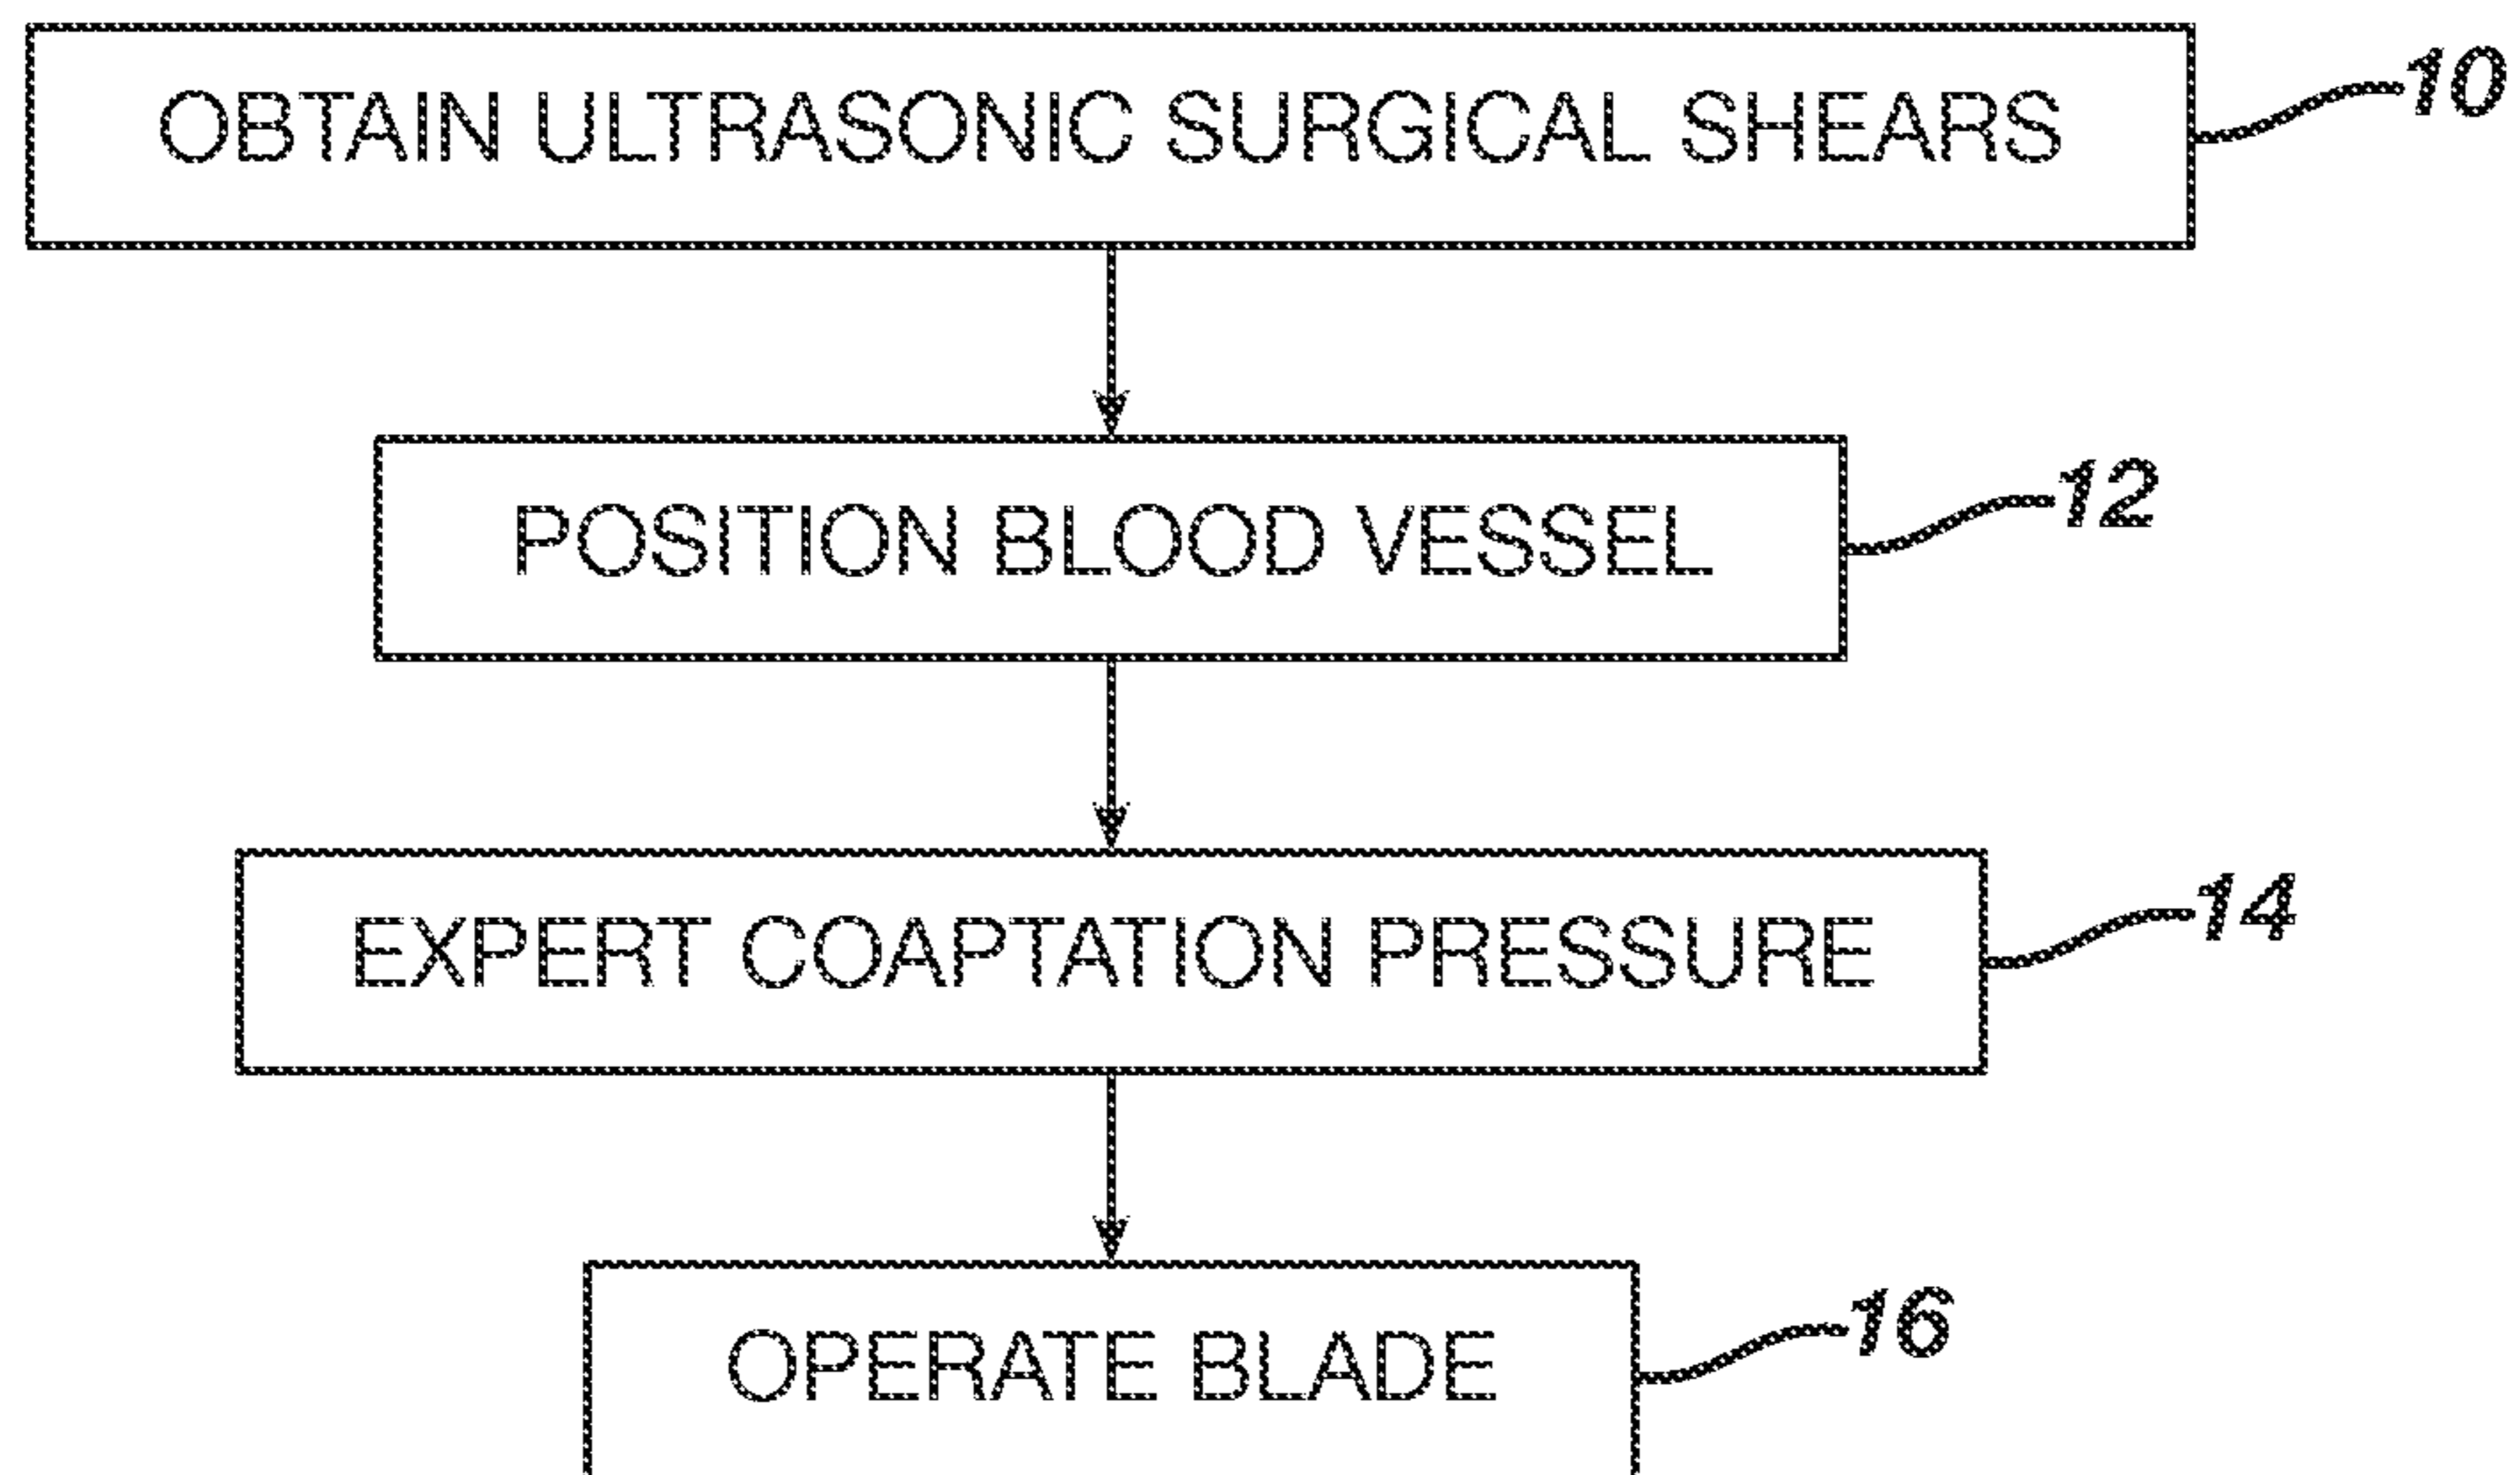 OBTAIN ULTRASONIC SURGICAL SHEARS
10
POSITION BLOOD VESSEL
12
EXPERT COAPTATION PRESSURE
14
OPERATE BLADE
16